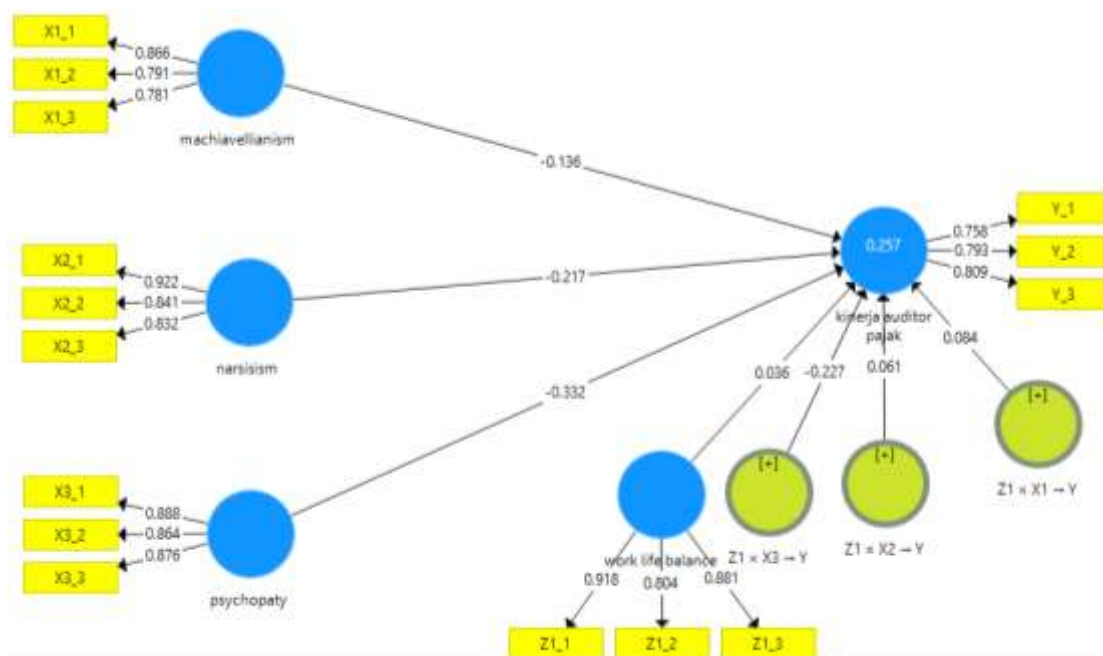 X1_1
0.866
X1_2
0.791
X1_3
0.781
machiavellianism
-0.136
X2_1
0.922
X2_2
0.841
X2_3
0.832
narsisism
-0.217
X3_1
0.888
X3_2
0.864
X3_3
0.876
psychopaty
-0.332
0.257
kinerja auditor
pajak
Y_1
0.758
Y_2
0.793
Y_3
0.809
0.036
-0.227
0.061
0.084
[+]
Z1 × X1 → Y
[+]
Z1 × X2 → Y
[+]
Z1 × X3 → Y
work life balance
0.918
0.804
0.881
Z1_1
Z1_2
Z1_3